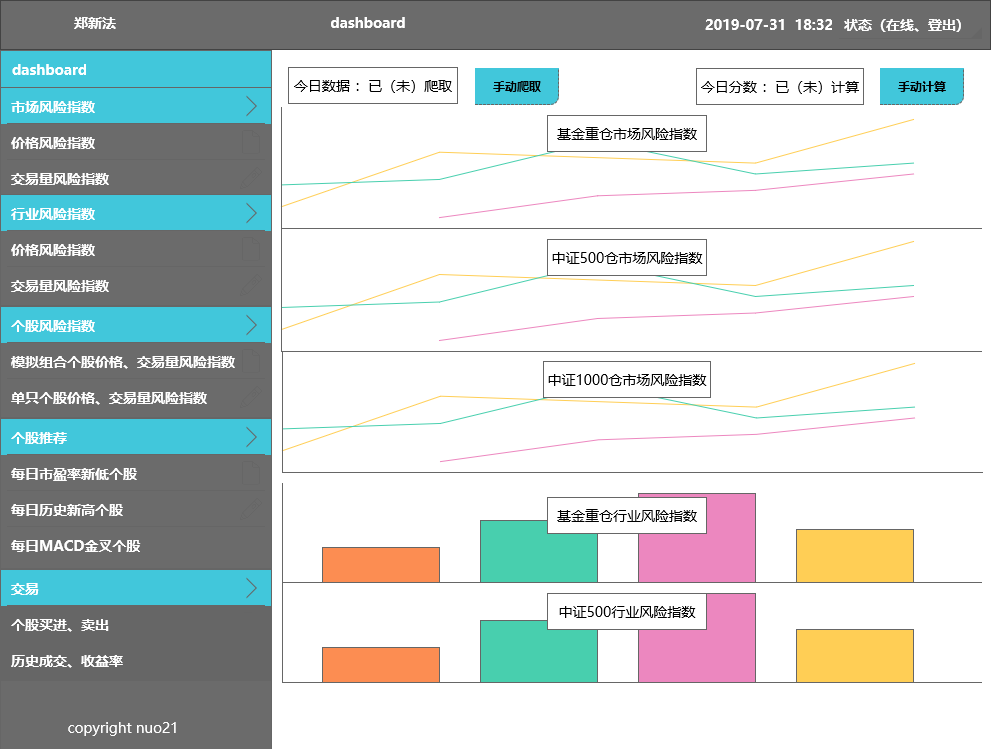 郑新法
dashboard
2019-07-31 18:32 状态（在线、登出）
dashboard
市场风险指数
价格风险指数
交易量风险指数
行业风险指数
价格风险指数
交易量风险指数
个股风险指数
模拟组合个股价格、交易量风险指数
单只个股价格、交易量风险指数
个股推荐
每日市盈率新低个股
每日历史新高个股
每日MACD金叉个股
交易
个股买进、卖出
历史成交、收益率
copyright nuo21
今日数据： 已（未）爬取
手动爬取
今日分数： 已（未）计算
手动计算
基金重仓市场风险指数
中证500仓市场风险指数
中证1000仓市场风险指数
基金重仓行业风险指数
中证500行业风险指数